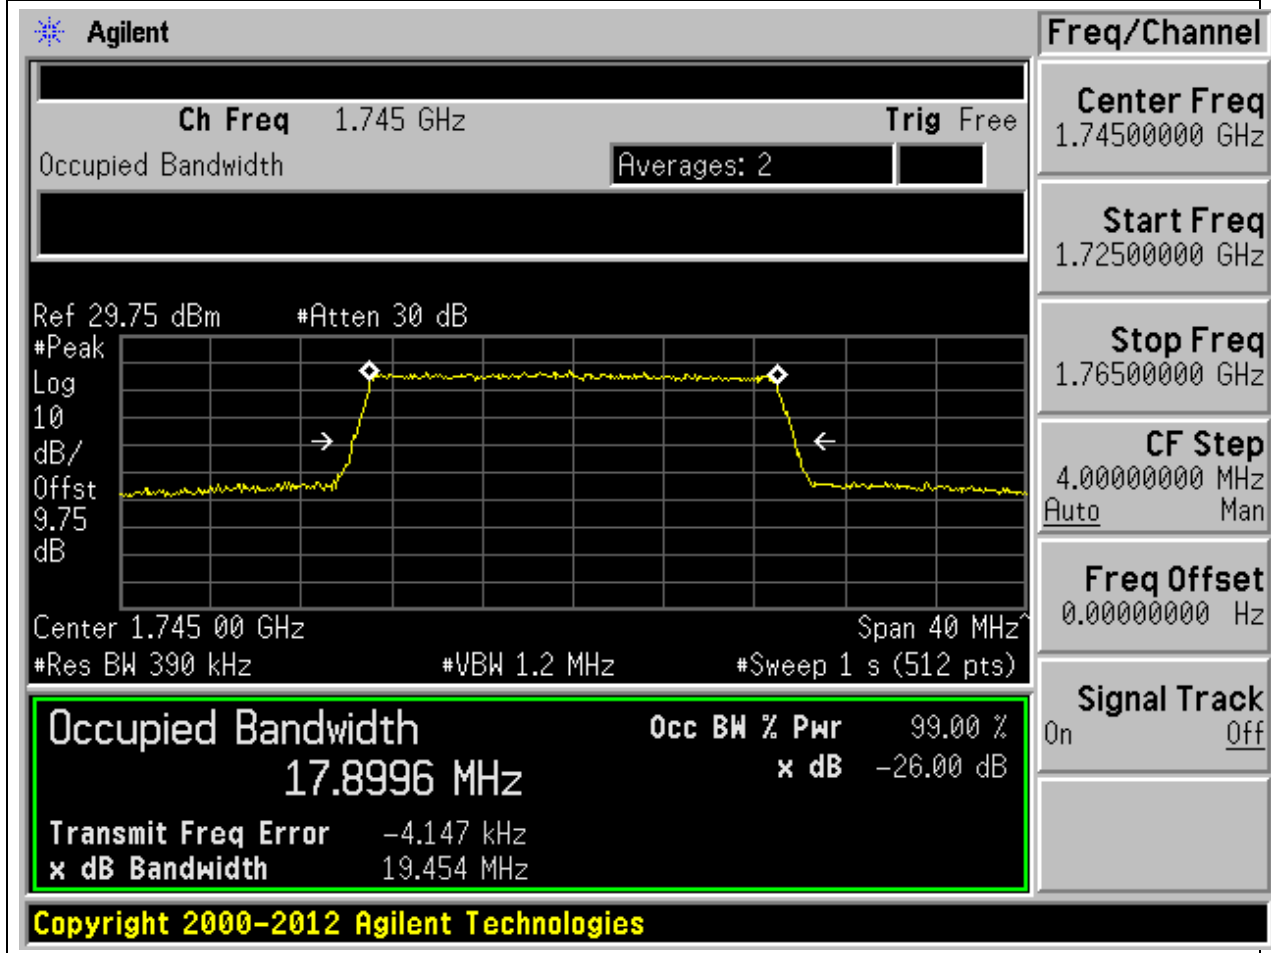 Agilent
Freq/Channel
Ch Freq 1.745 GHz Trig Free
Occupied Bandwidth Averages: 2
Ref 29.75 dBm #Atten 30 dB
#Peak
Log
10
dB/
Offst
9.75
dB
Center 1.745 00 GHz Span 40 MHz^
#Res BW 390 kHz #VBW 1.2 MHz #Sweep 1 s (512 pts)
Occupied Bandwidth
17.8996 MHz
Occ BW % Pwr 99.00 %
x dB -26.00 dB
Transmit Freq Error -4.147 kHz
x dB Bandwidth 19.454 MHz
Copyright 2000-2012 Agilent Technologies
Center Freq
1.74500000 GHz
Start Freq
1.72500000 GHz
Stop Freq
1.76500000 GHz
CF Step
4.00000000 MHz
Auto Man
Freq Offset
0.00000000 Hz
Signal Track
On Off